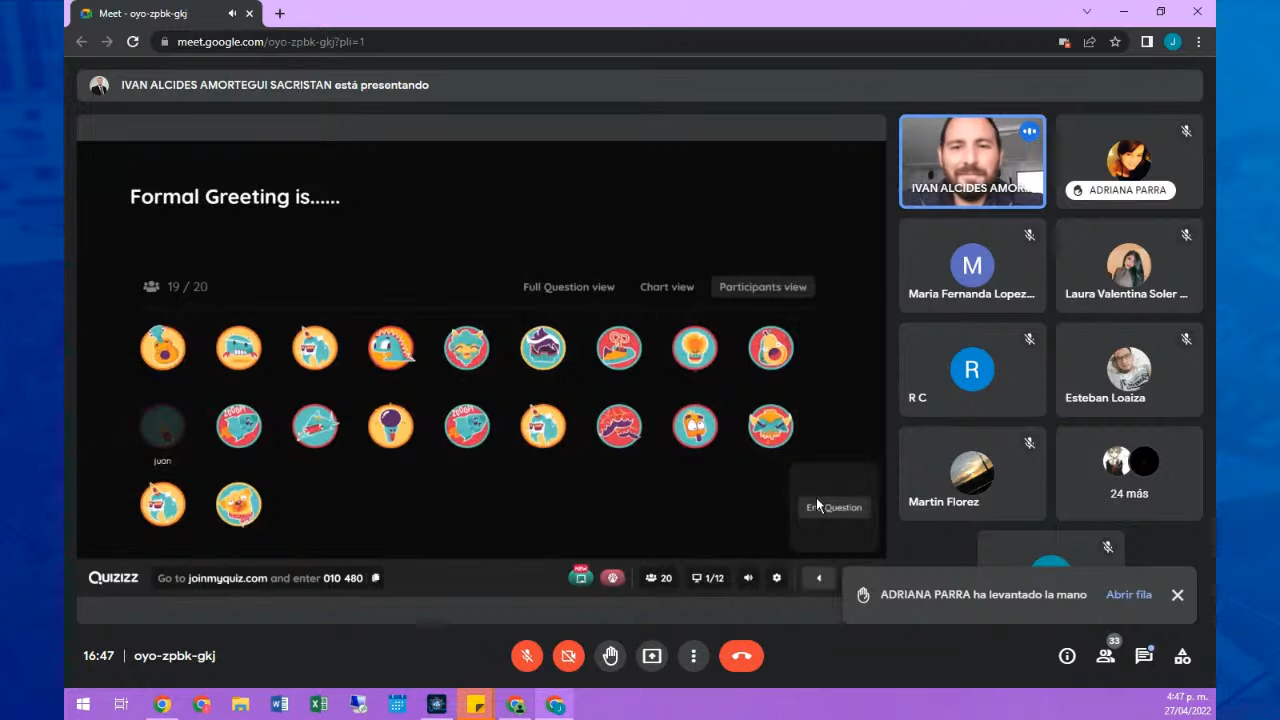 Meet - oyo-zpbk-gkj
meet.google.com/oyo-zpbk-gkj?pli=1
J
IVAN ALCIDES AMORTEGUI SACRISTAN está presentando
Formal Greeting is......
19 / 20
Full Question view
Chart view
Participants view
juan
Question
Quizizz
Go to joinmyquiz.com and enter 010 480
NEW
20
1/12
IVAN ALCIDES AMOR...
ADRIANA PARRA
M
Maria Fernanda Lopez...
Laura Valentina Soler ...
R
R C
Esteban Loaiza
Martin Florez
24 más
ADRIANA PARRA ha levantado la mano
Abrir fila
16:47 | oyo-zpbk-gkj
33
4:47 p. m.
27/04/2022